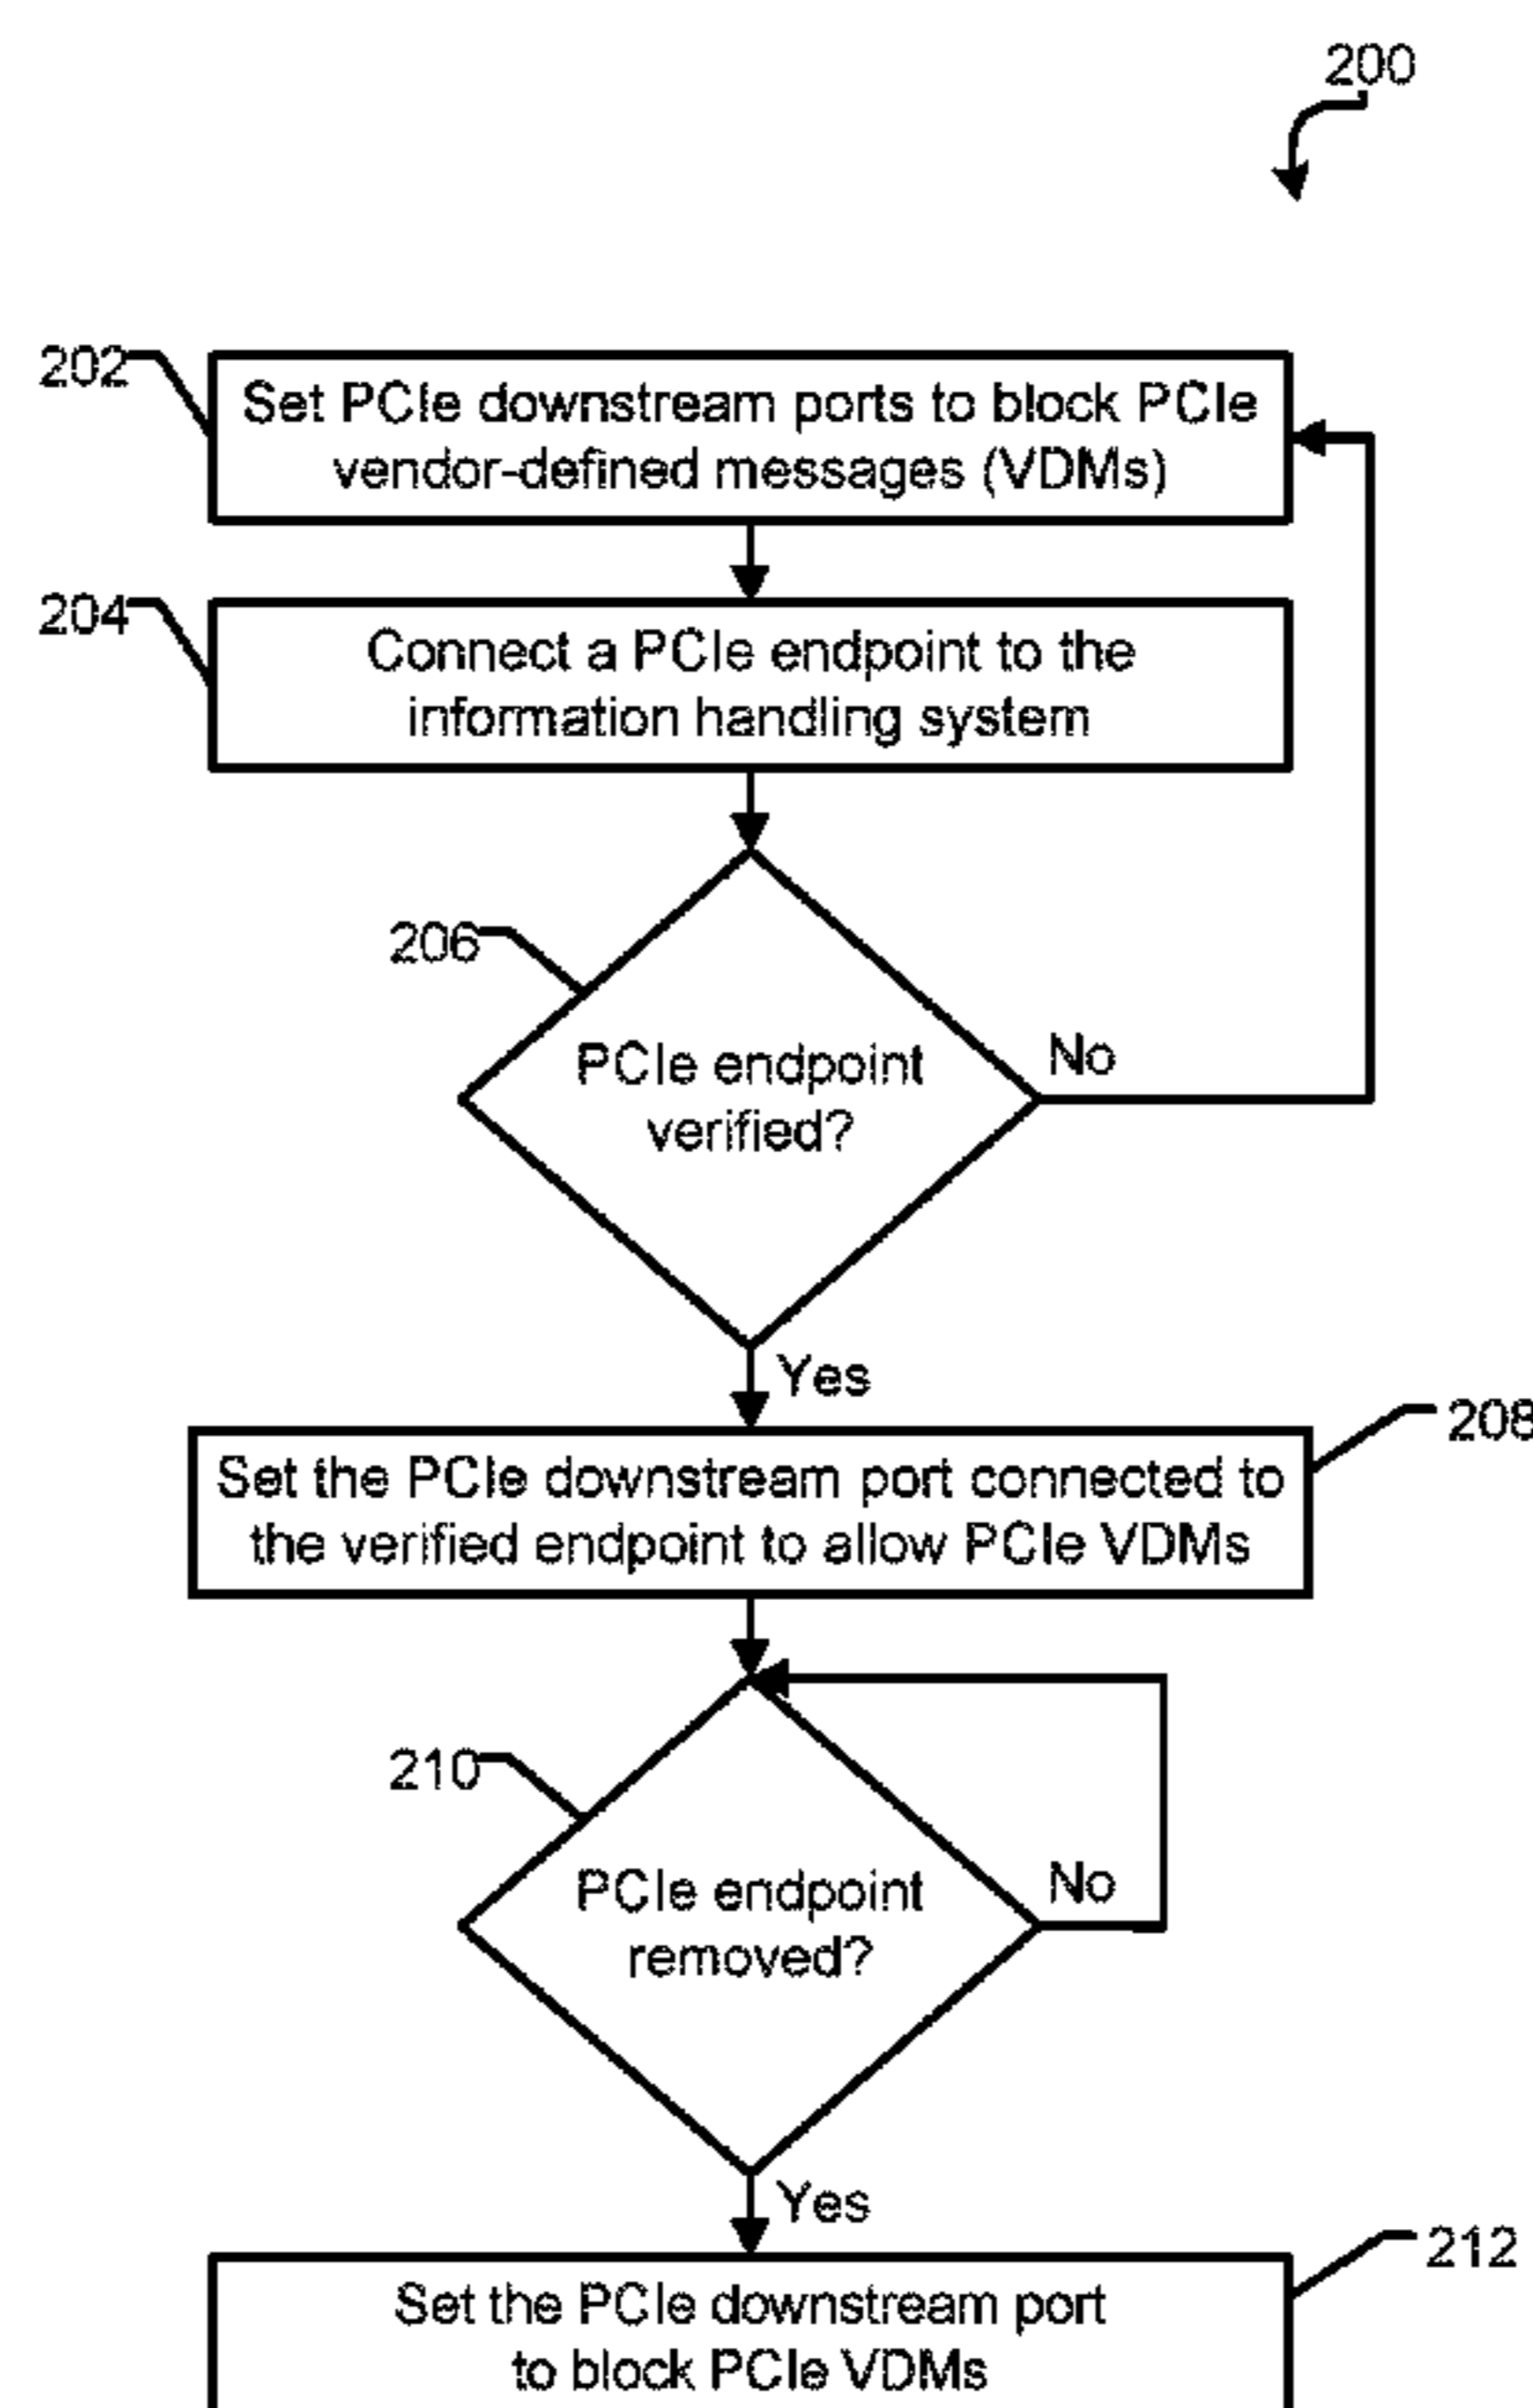 200
202
Set PCIe downstream ports to block PCIe
vendor-defined messages (VDMs)
204
Connect a PCIe endpoint to the
information handling system
206
PCIe endpoint
verified?
No
Yes
208
Set the PCIe downstream port connected to
the verified endpoint to allow PCIe VDMs
210
PCIe endpoint
removed?
No
Yes
212
Set the PCIe downstream port
to block PCIe VDMs